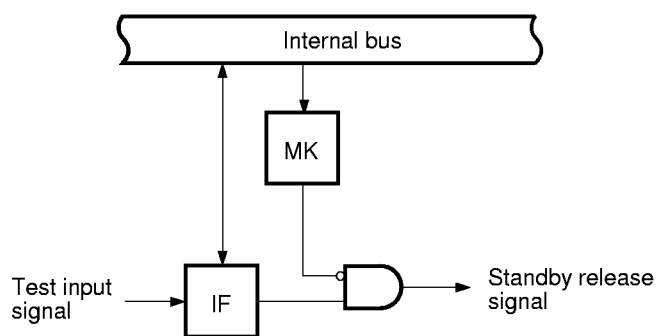 Internal bus
MK
Test input
signal
IF
Standby release
signal